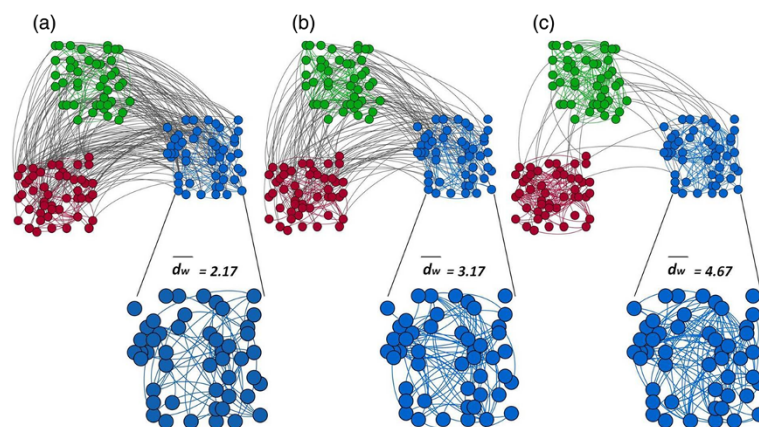 (a) (b) (c)
dw = 2.17 dw = 3.17 dw = 4.67